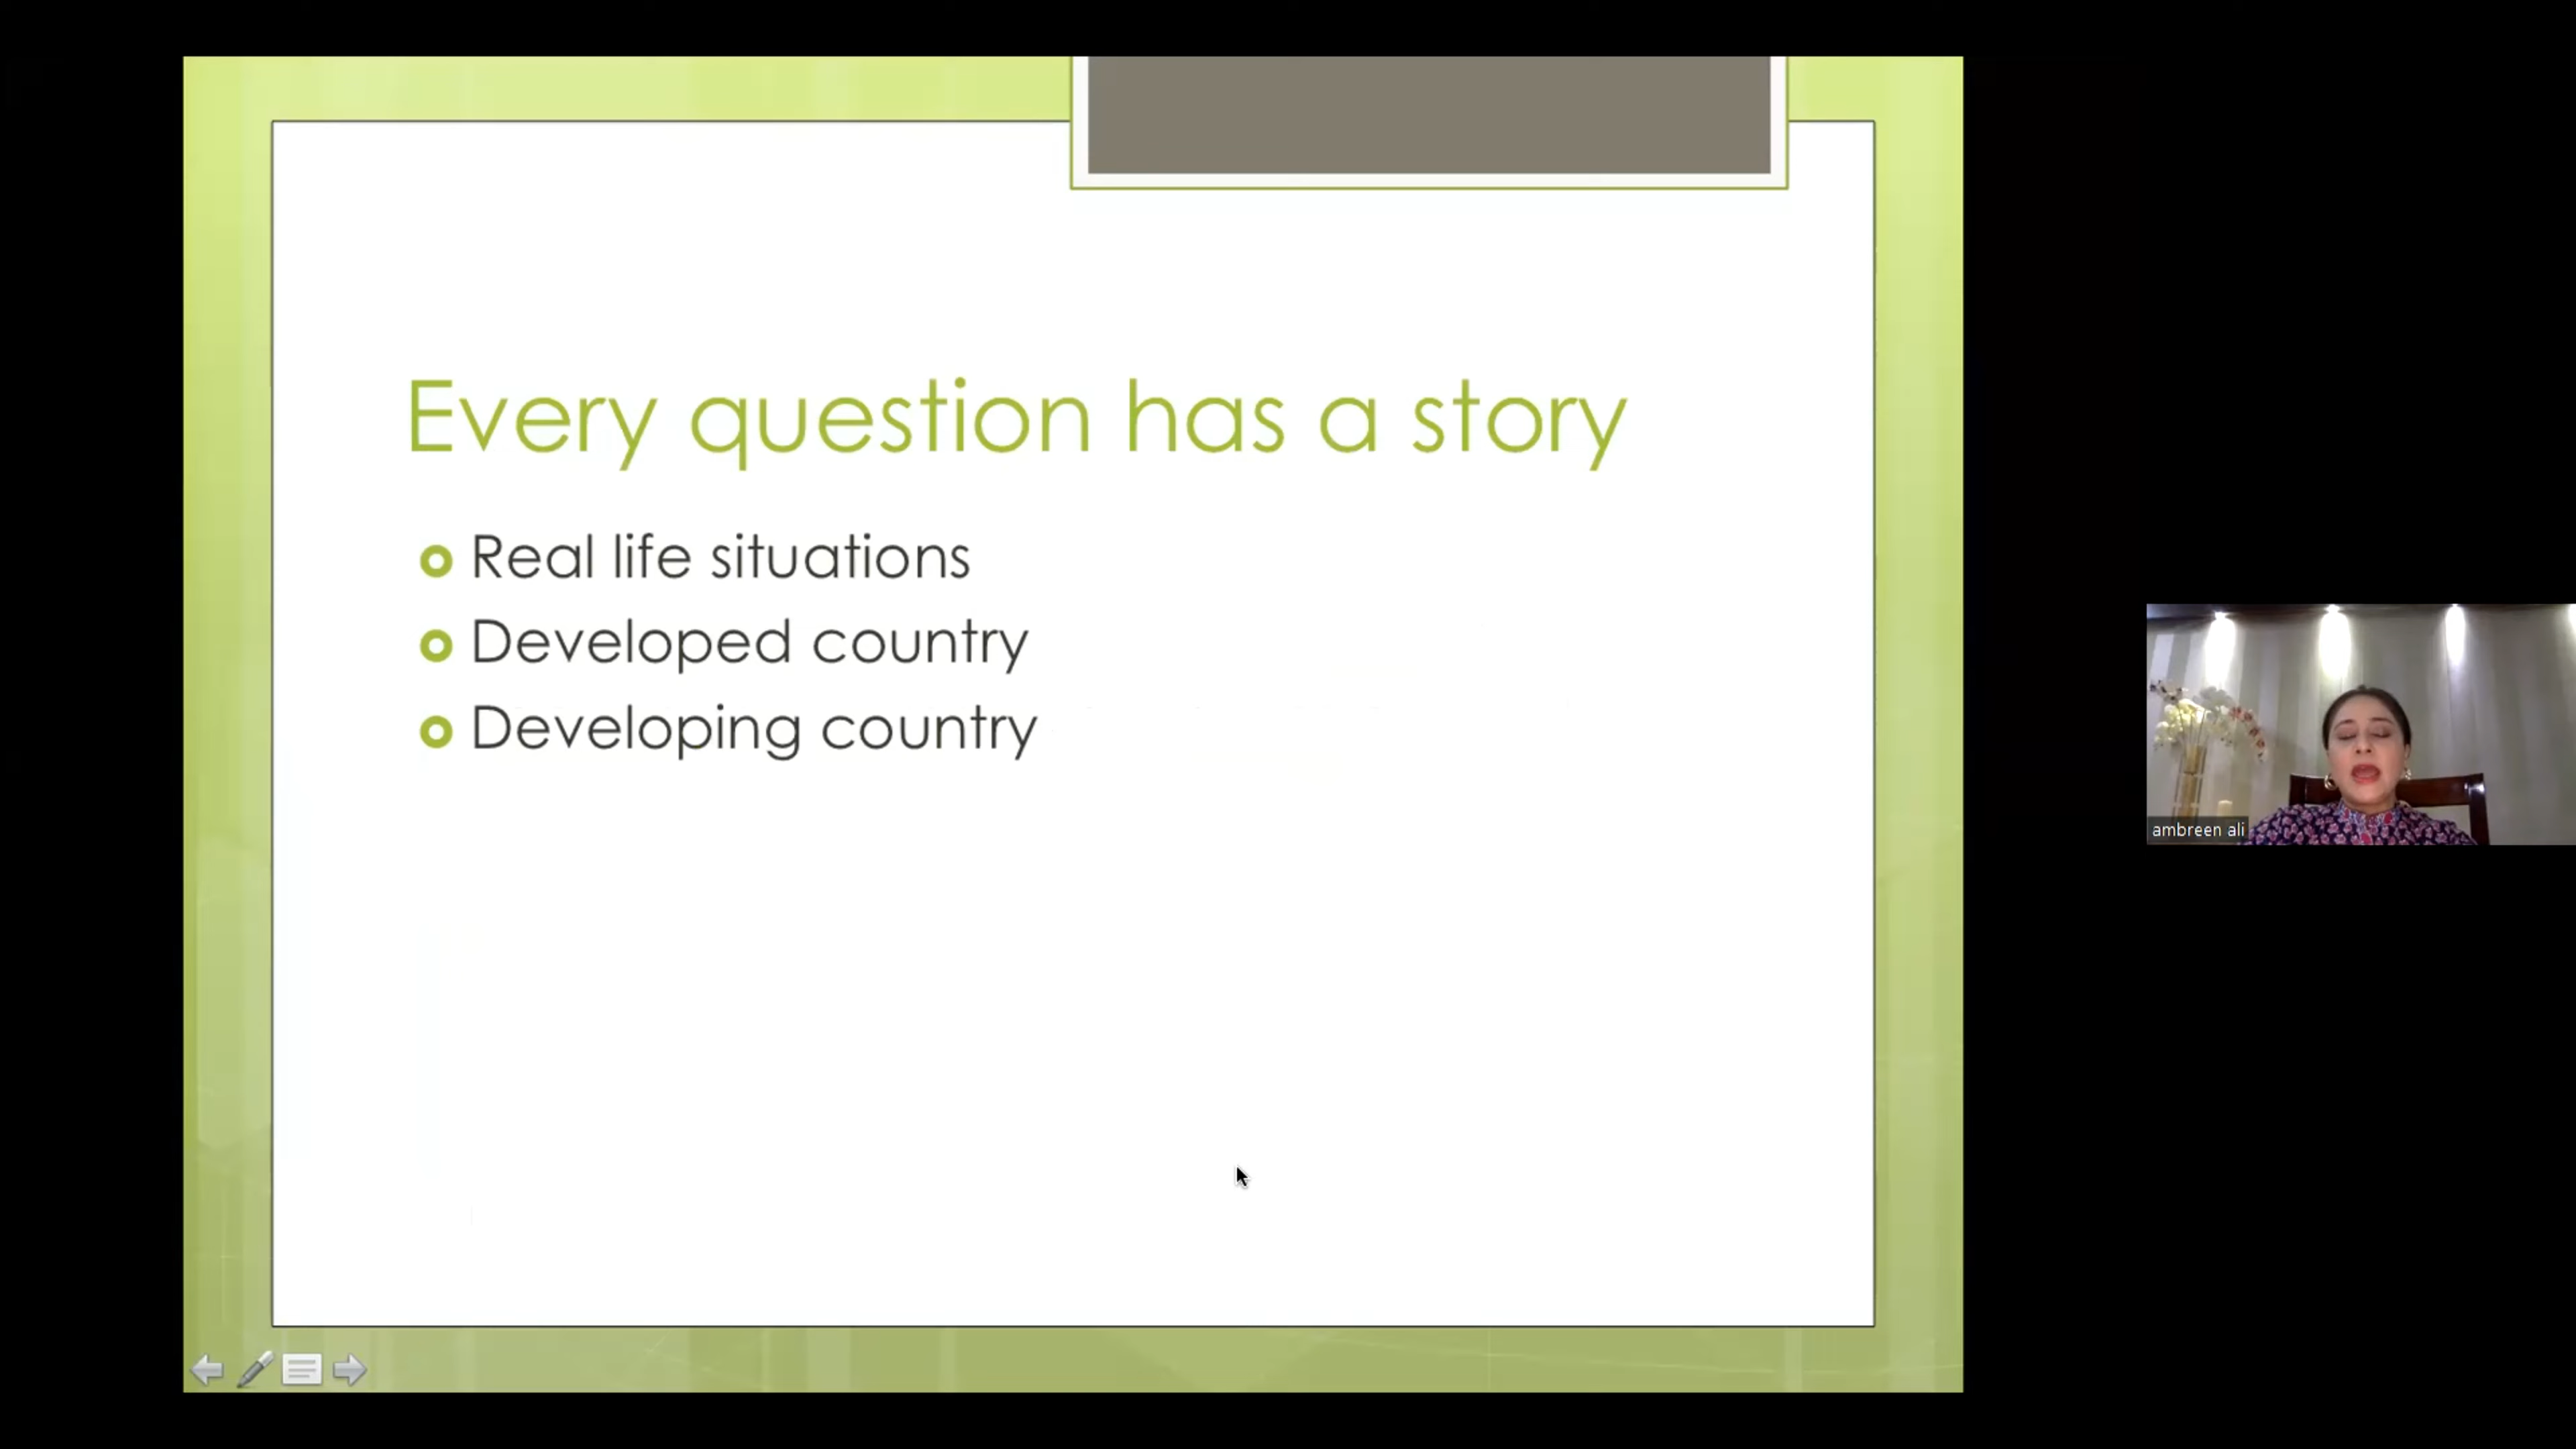 Every question has a story
Real life situations
Developed country
Developing country
ambreen ali